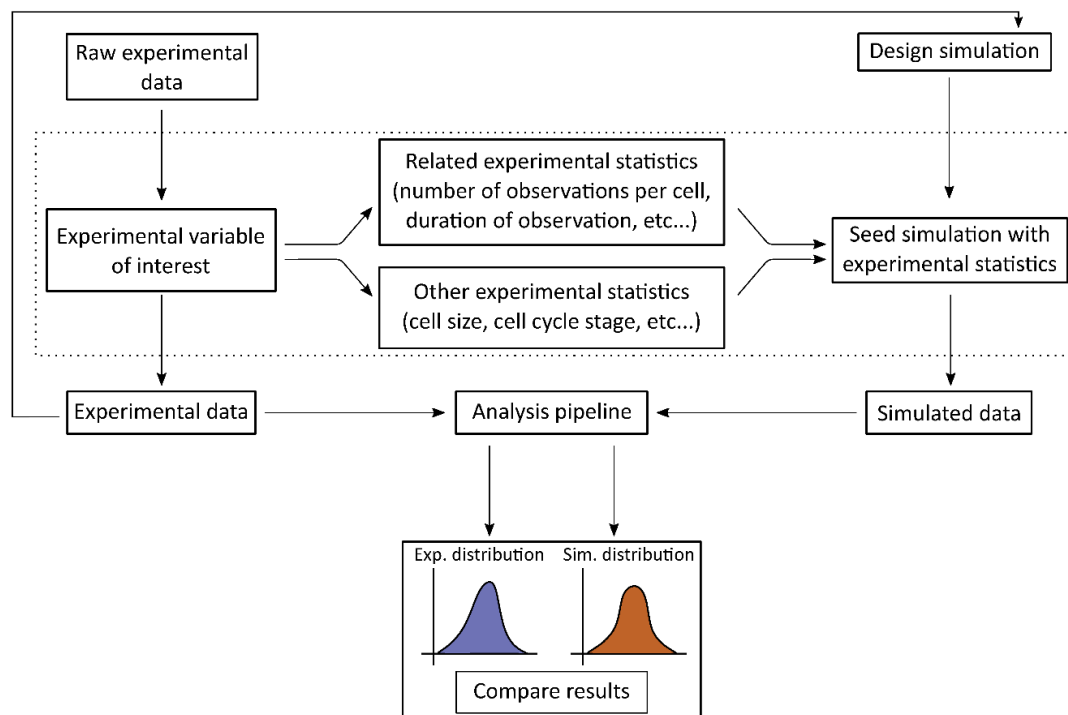 Raw experimental
data
Design simulation
Related experimental statistics
(number of observations per cell,
duration of observation, etc...)
Experimental variable
of interest
Seed simulation with
experimental statistics
Other experimental statistics
(cell size, cell cycle stage, etc...)
Experimental data
Analysis pipeline
Simulated data
Exp. distribution
Sim. distribution
Compare results